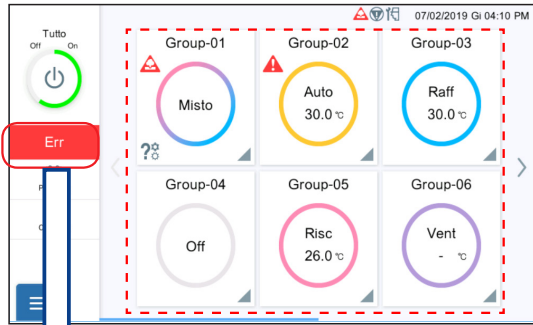 07/02/2019 Gi 04:10 PM
Tutto
Off On
Err
Group-01
Misto
Group-02
Auto
30.0 °C
Group-03
Raff
30.0 °C
Group-04
Off
Group-05
Risc
26.0 °C
Group-06
Vent
- °C